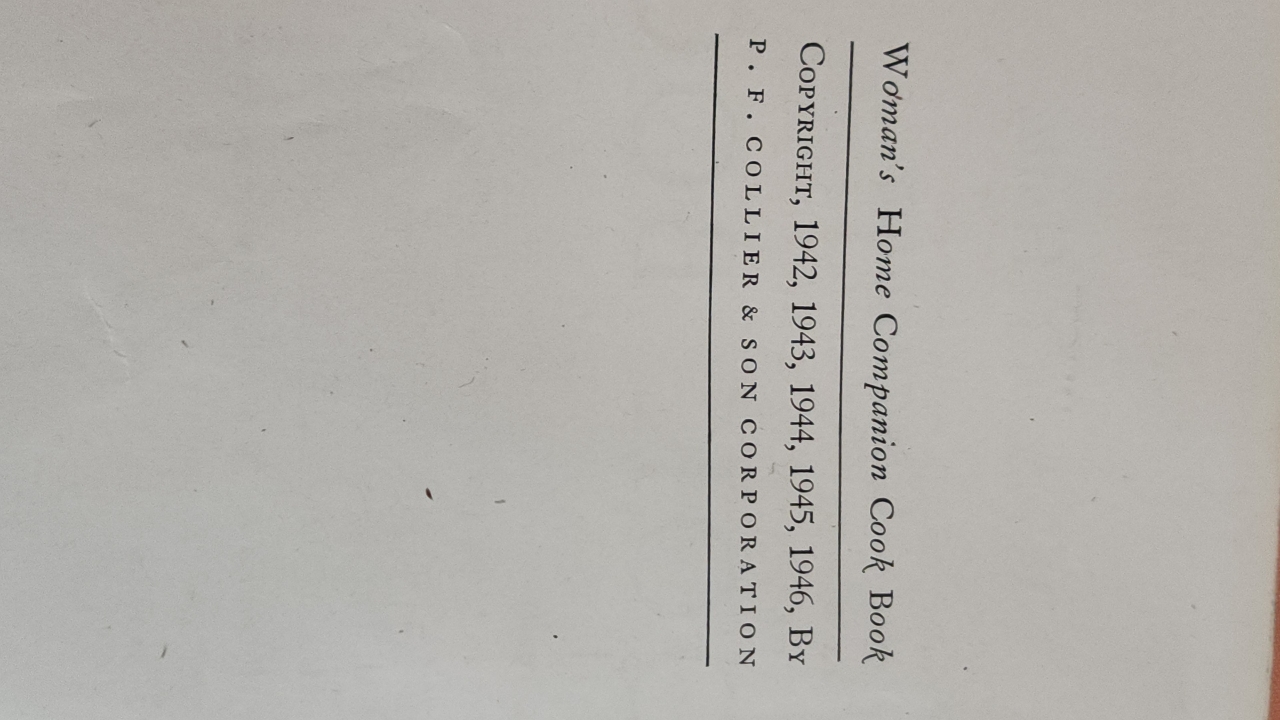 Woman's Home Companion Cook Book
COPYRIGHT, 1942, 1943, 1944, 1945, 1946, BY
P. F. COLLIER & SON CORPORATION